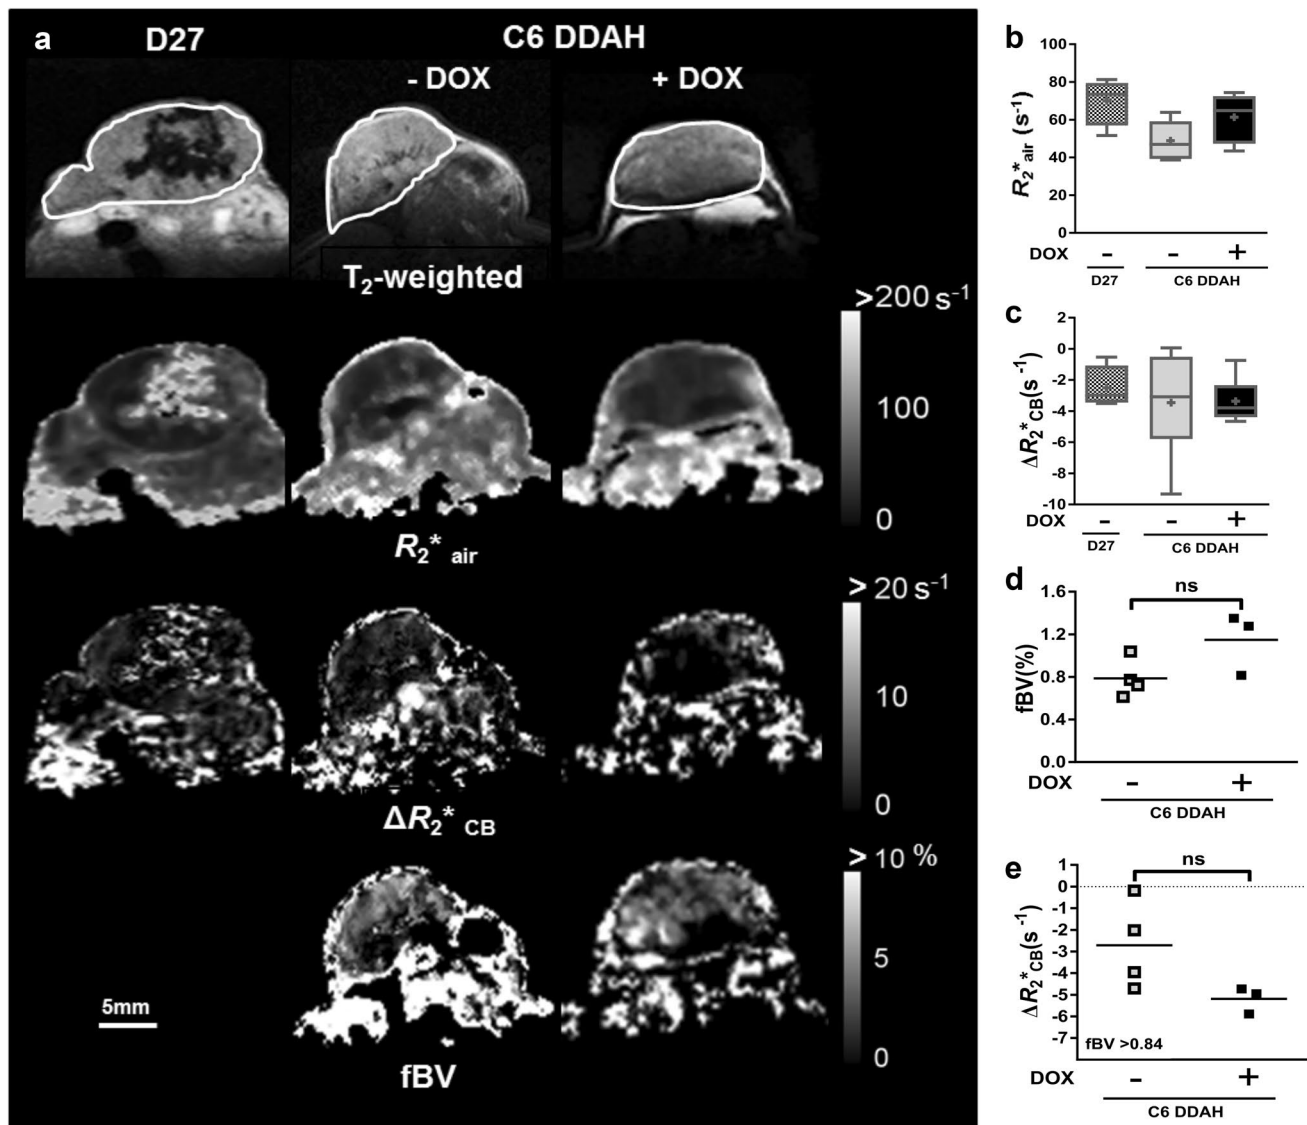 a
D27
C6 DDAH
- DOX
+ DOX
T2-weighted
>200 s-1
100
0
R2* air
> 20 s-1
10
0
ΔR2* CB
> 10 %
5
0
5mm
fBV
b
100
80
60
40
20
0
R2*air (s-1)
DOX - - +
D27 C6 DDAH
c
2
0
-2
-4
-6
-8
-10
ΔR2*CB(s-1)
DOX - - +
D27 C6 DDAH
d
ns
1.6
1.2
0.8
0.4
0.0
fBV(%)
DOX - +
C6 DDAH
e
ns
1
0
-1
-2
-3
-4
-5
-6
-7
ΔR2*CB(s-1)
fBV >0.84
DOX - +
C6 DDAH